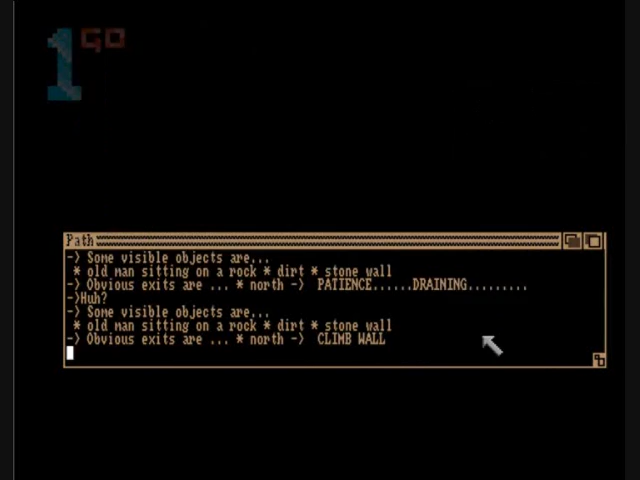 1 GO
Path
-> Some visible objects are...
* old man sitting on a rock * dirt * stone wall
-> Obvious exits are ... * north -> PATIENCE......DRAINING.........
->Huh?
-> Some visible objects are...
* old man sitting on a rock * dirt * stone wall
-> Obvious exits are ... * north -> CLIMB WALL